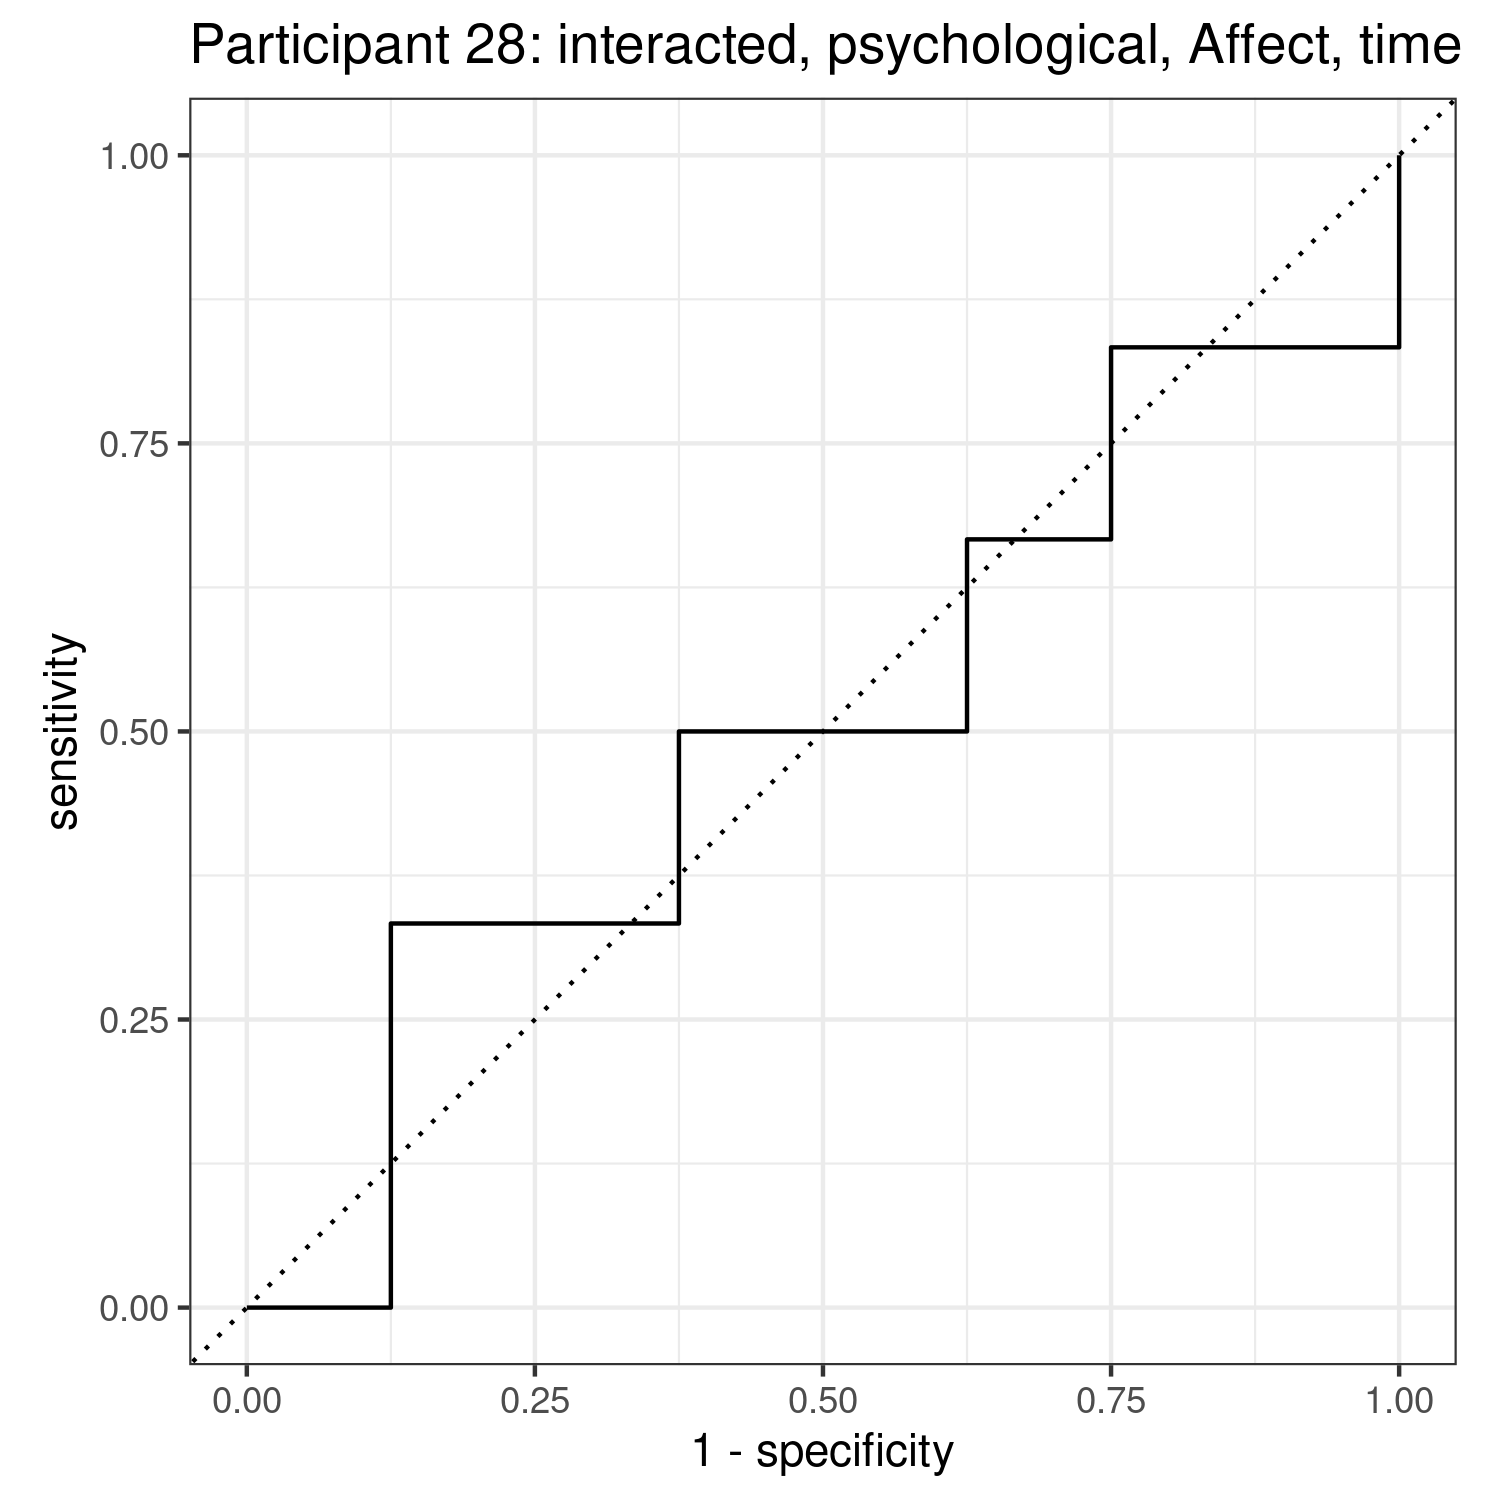 Participant 28: interacted, psychological, Affect, time
1.00
0.75
0.50
0.25
0.00
sensitivity
0.00 0.25 0.50 0.75 1.00
1 - specificity